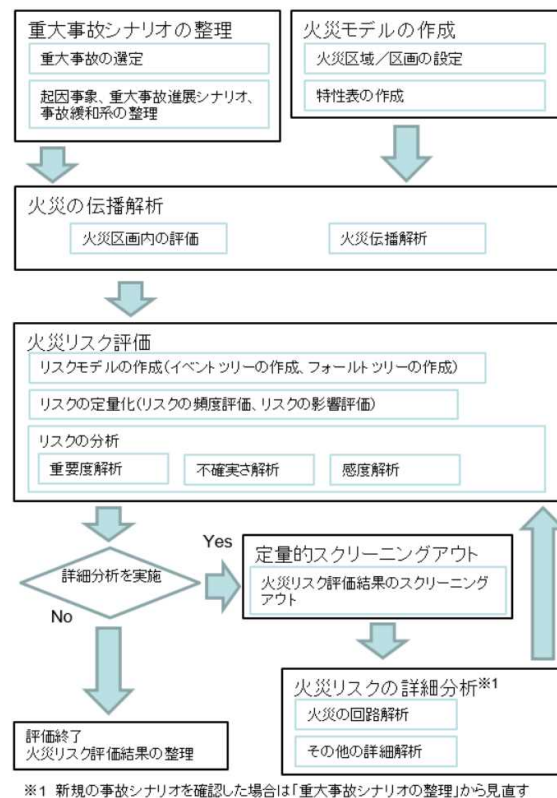 重大事故シナリオの整理
重大事故の選定
起因事象、重大事故進展シナリオ、
事故緩和系の整理
火災モデルの作成
火災区域／区画の設定
特性表の作成
火災の伝播解析
火災区画内の評価
火災伝播解析
火災リスク評価
リスクモデルの作成(イベントツリーの作成、フォールトツリーの作成)
リスクの定量化(リスクの頻度評価、リスクの影響評価)
リスクの分析
重要度解析
不確実さ解析
感度解析
詳細分析を実施
Yes
No
定量的スクリーニングアウト
火災リスク評価結果のスクリーニング
アウト
火災リスクの詳細分析※1
火災の回路解析
その他の詳細解析
評価終了
火災リスク評価結果の整理
※1 新規の事故シナリオを確認した場合は「重大事故シナリオの整理」から見直す